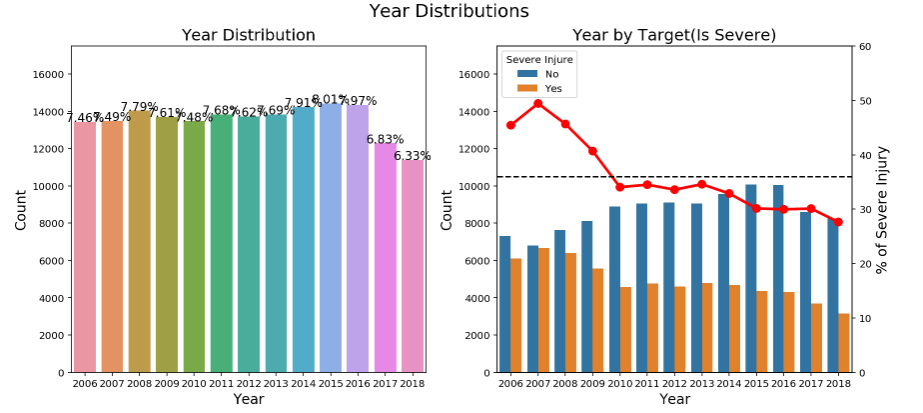 Year Distributions
Year Distribution
16000
14000
12000
10000
8000
6000
4000
2000
0
Count
7.46%
7.49%
7.79%
7.61%
7.48%
7.68%
7.62%
7.69%
7.91%
8.01%
7.97%
6.83%
6.33%
2006 2007 2008 2009 2010 2011 2012 2013 2014 2015 2016 2017 2018
Year
Year by Target(Is Severe)
Severe Injure
No
Yes
16000
14000
12000
10000
8000
6000
4000
2000
0
Count
60
50
40
30
20
10
0
% of Severe Injury
2006 2007 2008 2009 2010 2011 2012 2013 2014 2015 2016 2017 2018
Year